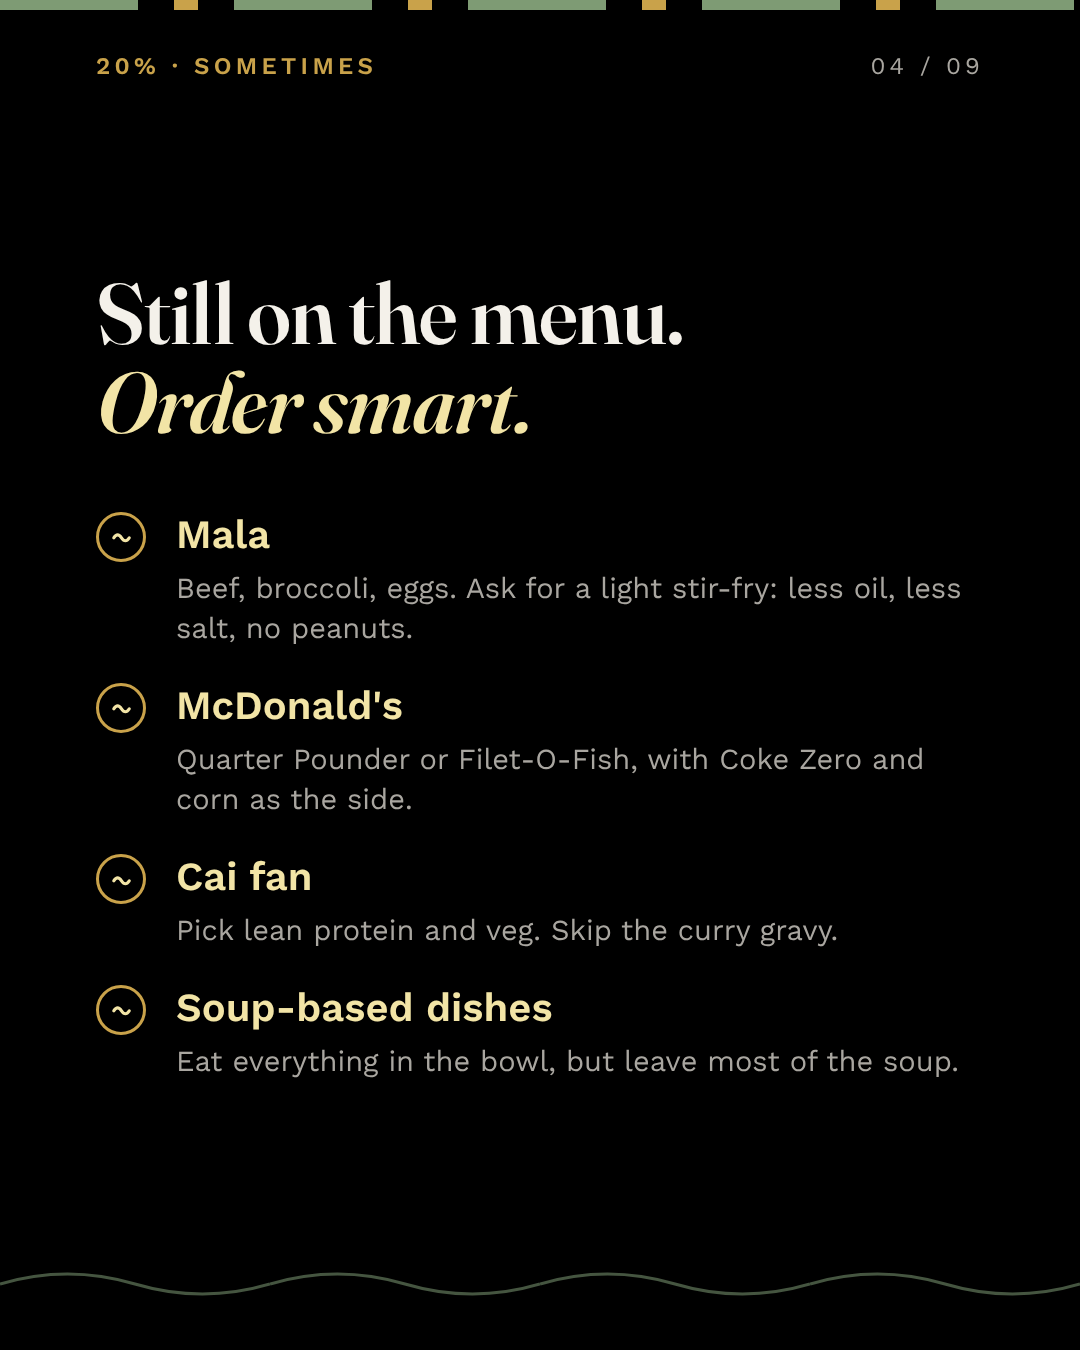 20% · SOMETIMES
04 / 09
Still on the menu.
Order smart.
~ Mala
Beef, broccoli, eggs. Ask for a light stir-fry: less oil, less
salt, no peanuts.
~ McDonald's
Quarter Pounder or Filet-O-Fish, with Coke Zero and
corn as the side.
~ Cai fan
Pick lean protein and veg. Skip the curry gravy.
~ Soup-based dishes
Eat everything in the bowl, but leave most of the soup.